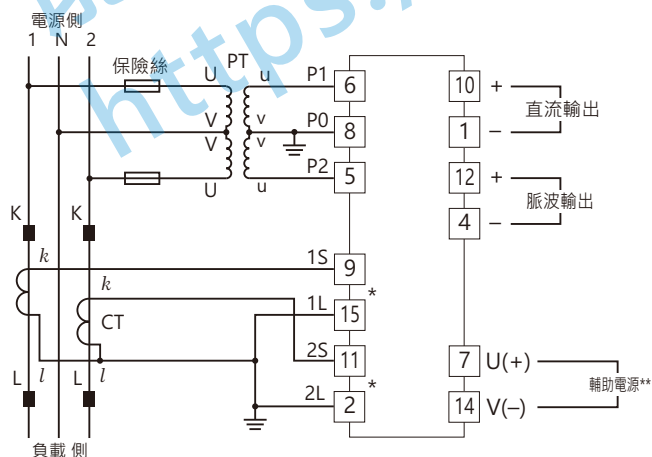 電源側
1 N 2
保險絲
U PT u P1 6
V v P0 8
V v
U u P2 5
10 +
直流輸出
1 –
12 +
脈波輸出
4 –
K K
k 1S 9
k 1L 15 *
CT
2S 11
L l L l 2L 2 *
7 U(+)
輔助電源**
14 V(–)
負載 側
https:/